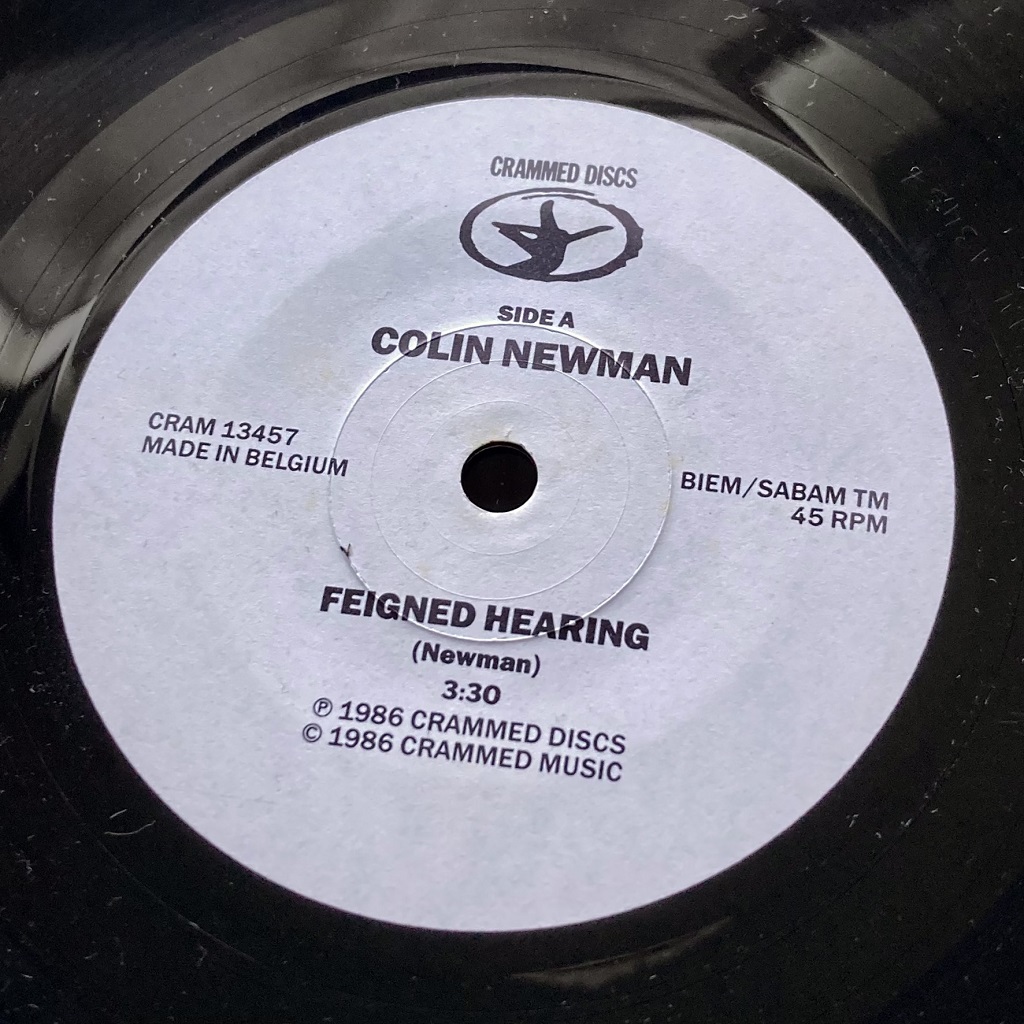 CRAMMED DISCS
SIDE A
COLIN NEWMAN
CRAM 13457
MADE IN BELGIUM
BIEM/SABAM TM
45 RPM
FEIGNED HEARING
(Newman)
3:30
℗ 1986 CRAMMED DISCS
© 1986 CRAMMED MUSIC